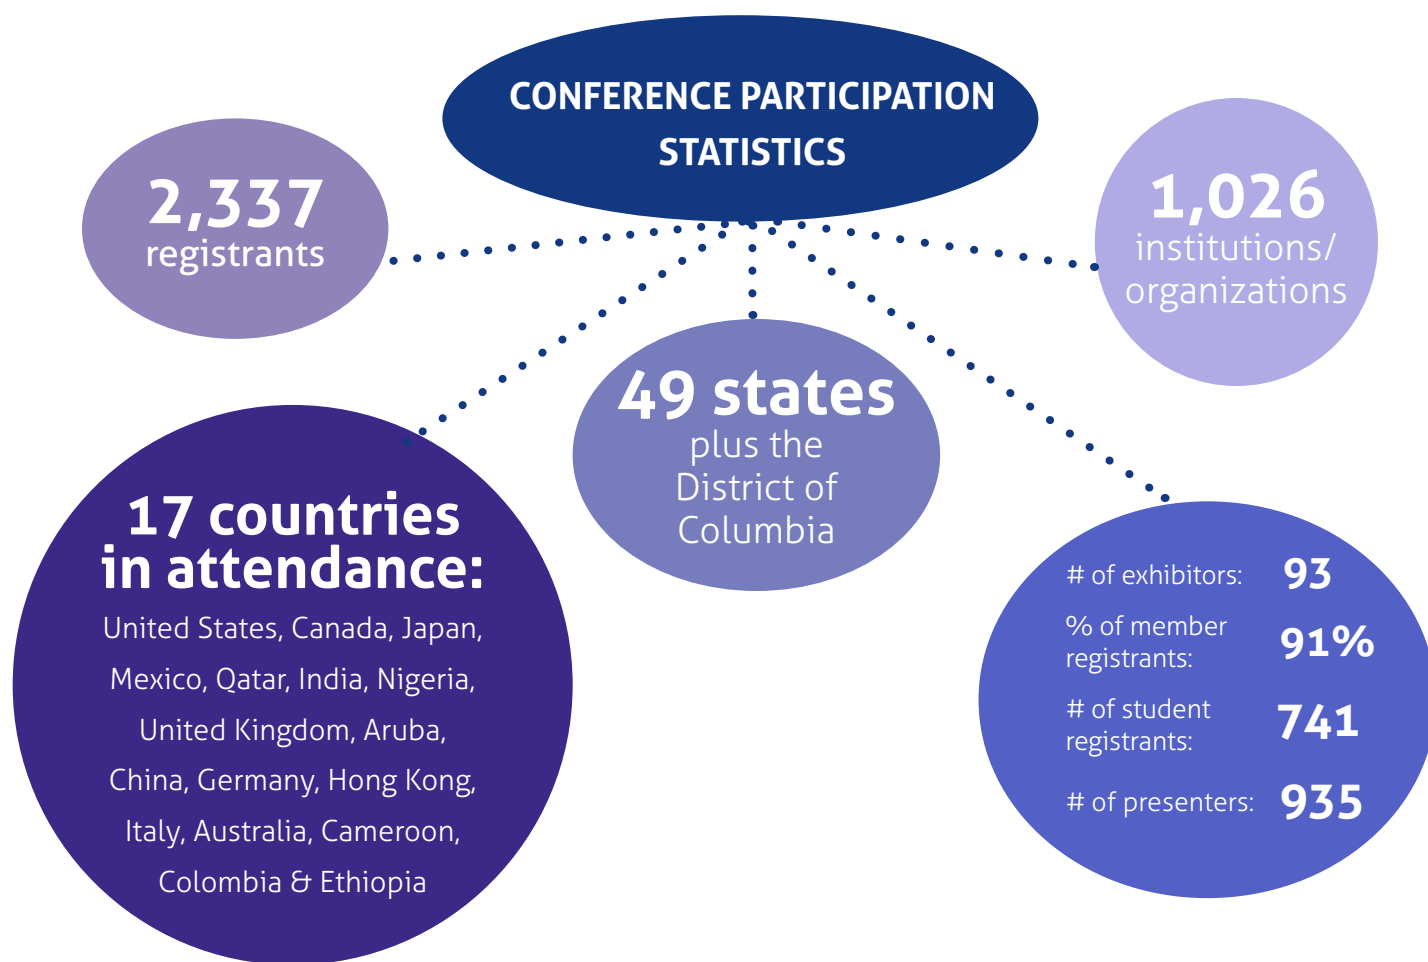 CONFERENCE PARTICIPATION
STATISTICS
2,337
registrants
1,026
institutions/
organizations
49 states
plus the
District of
Columbia
17 countries
in attendance:
United States, Canada, Japan,
Mexico, Qatar, India, Nigeria,
United Kingdom, Aruba,
China, Germany, Hong Kong,
Italy, Australia, Cameroon,
Colombia & Ethiopia
# of exhibitors: 93
% of member
registrants: 91%
# of student
registrants: 741
# of presenters: 935